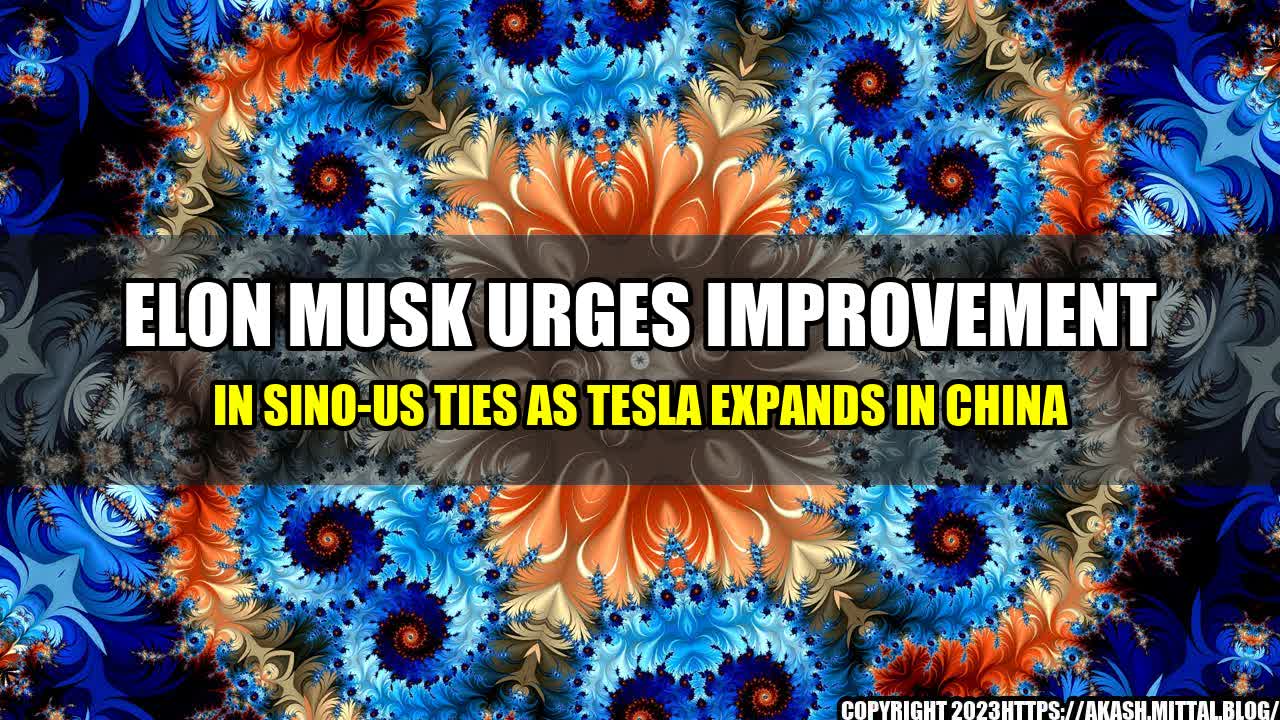 ELON MUSK URGES IMPROVEMENT
IN SINO-US TIES AS TESLA EXPANDS IN CHINA
COPYRIGHT 2023HTTPS://AKASH.MITTAL.BLOG/